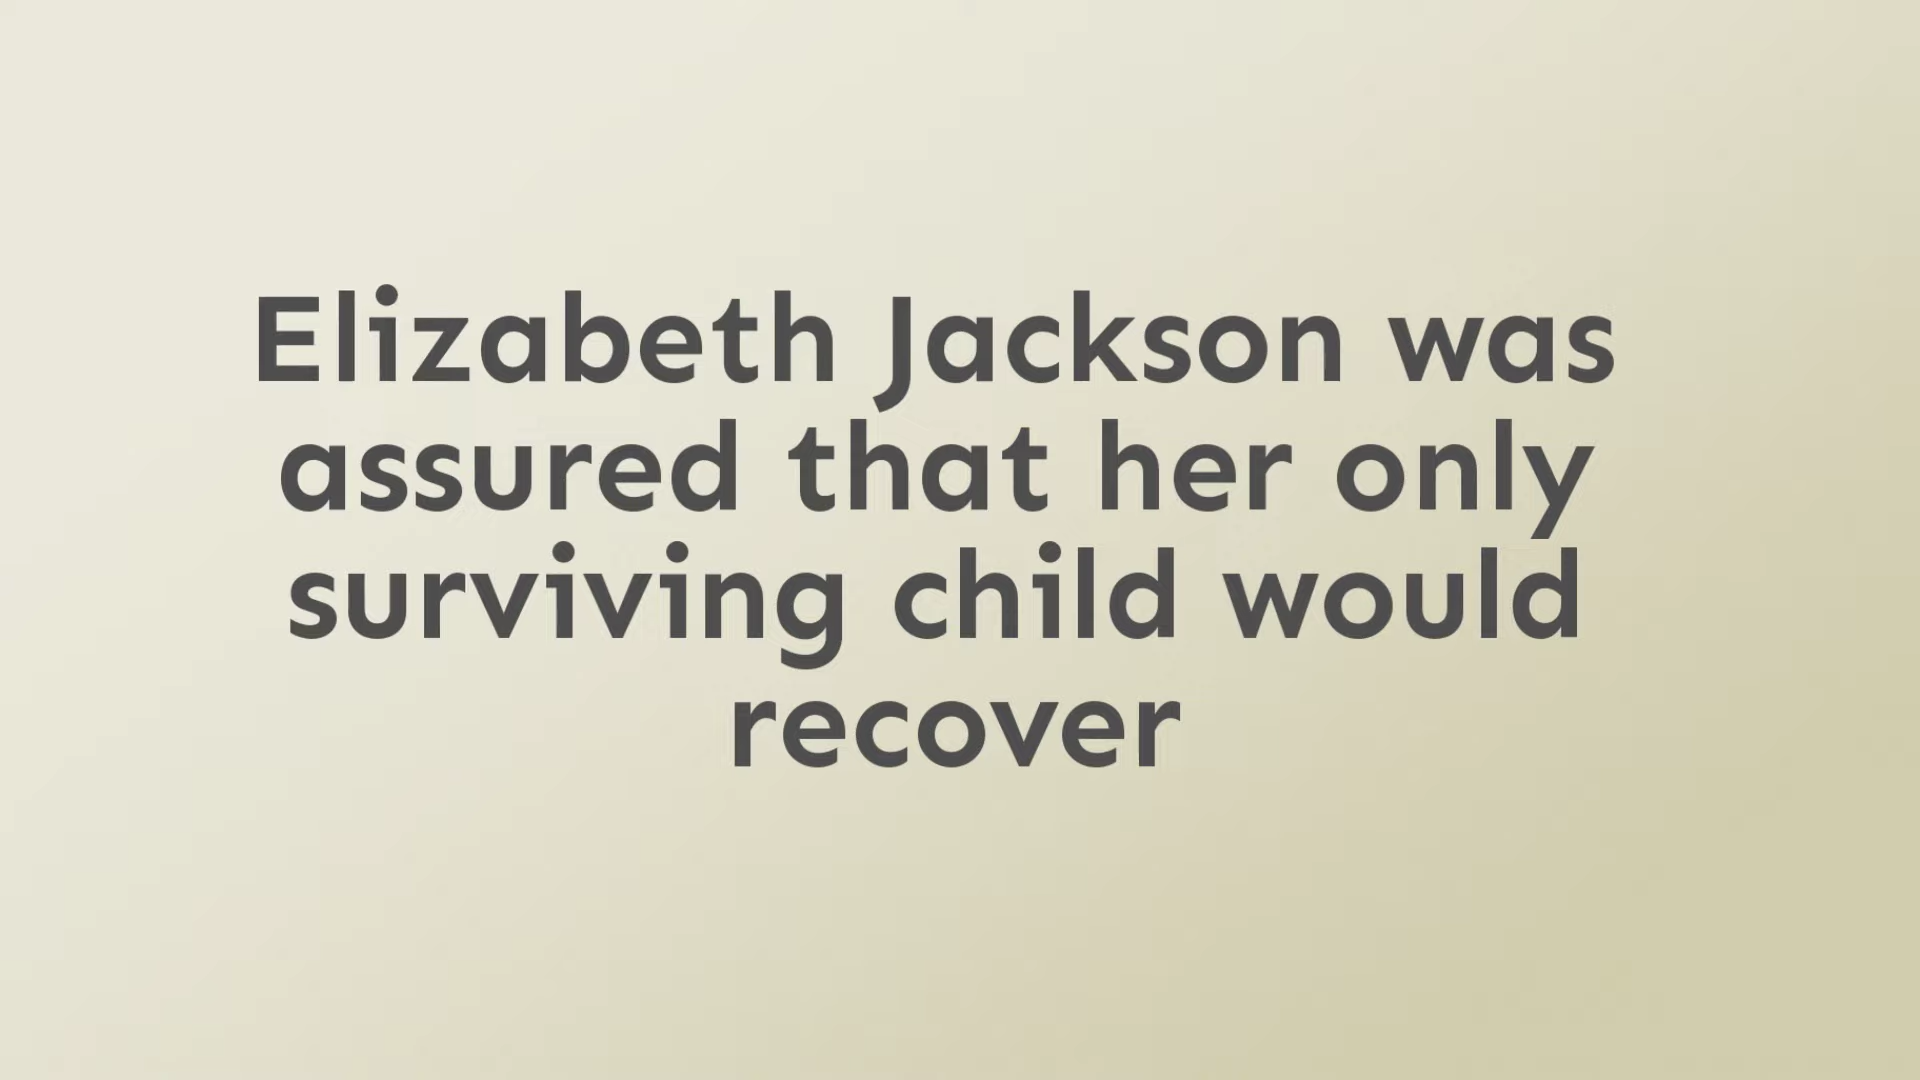 Elizabeth Jackson was
assured that her only
surviving child would
recover